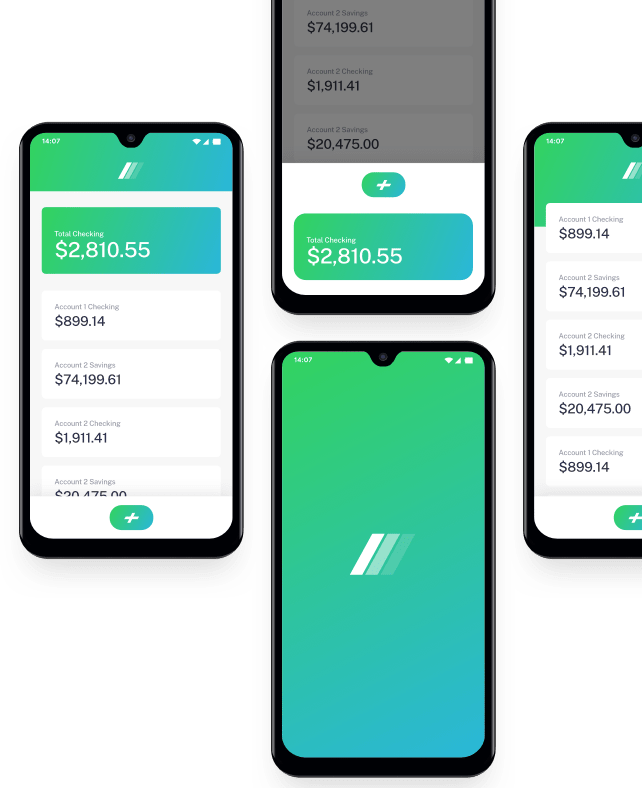 14:07
Total Checking
$2,810.55
Account 1 Checking
$899.14
Account 2 Savings
$74,199.61
Account 2 Checking
$1,911.41
Account 2 Savings
$20,475.00
Account 2 Savings
$74,199.61
Account 2 Checking
$1,911.41
Account 2 Savings
$20,475.00
Total Checking
$2,810.55
14:07
14:07
Account 1 Checking
$899.14
Account 2 Savings
$74,199.61
Account 2 Checking
$1,911.41
Account 2 Savings
$20,475.00
Account 1 Checking
$899.14